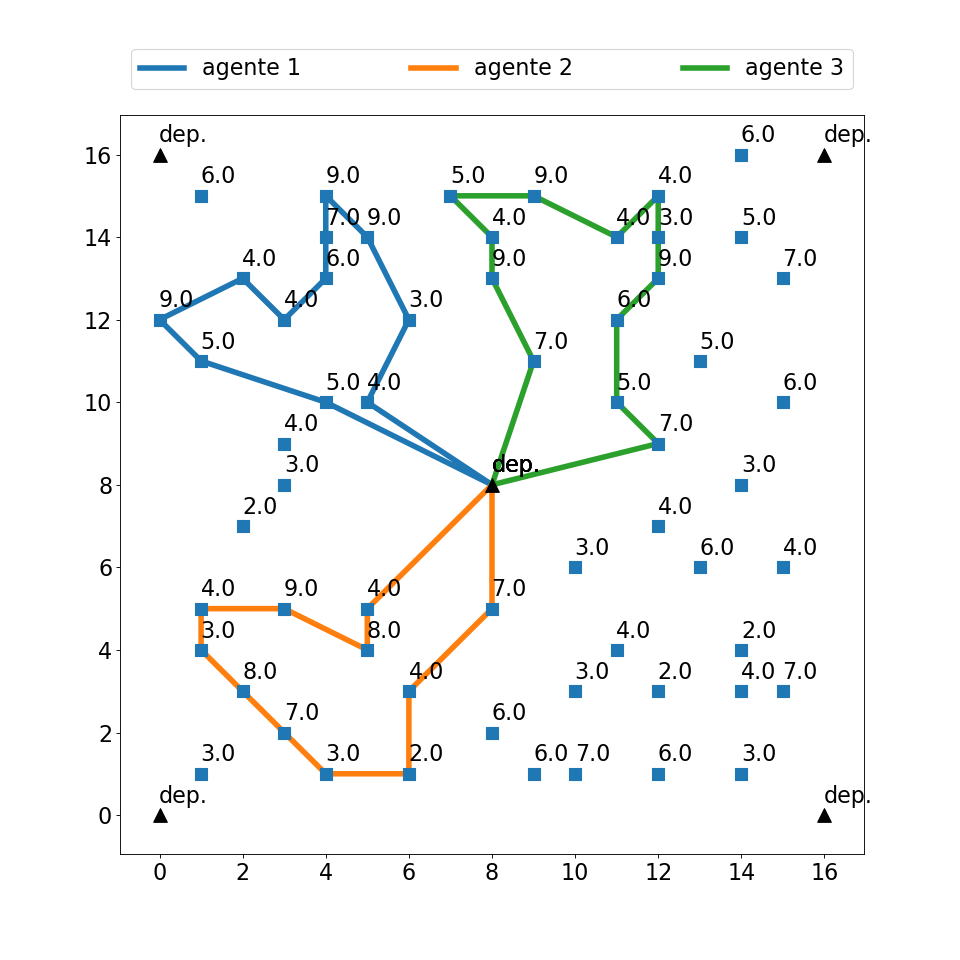 agente 1 agente 2 agente 3
dep. 6.0 dep.
16
6.0 9.0 5.0 9.0 4.0
7.0 9.0 4.0 4.0 3.0 5.0
14
4.0 6.0 9.0 9.0 7.0
9.0 4.0 3.0 6.0
12
5.0 7.0 5.0
5.0 4.0 5.0 6.0
10
4.0 7.0
3.0 dep. 3.0
8
2.0 4.0
3.0 6.0 4.0
6
4.0 9.0 4.0 7.0
3.0 8.0 4.0 2.0
4
8.0 4.0 3.0 2.0 4.0 7.0
7.0 6.0
2
3.0 3.0 2.0 6.0 7.0 6.0 3.0
dep. dep.
0
0 2 4 6 8 10 12 14 16